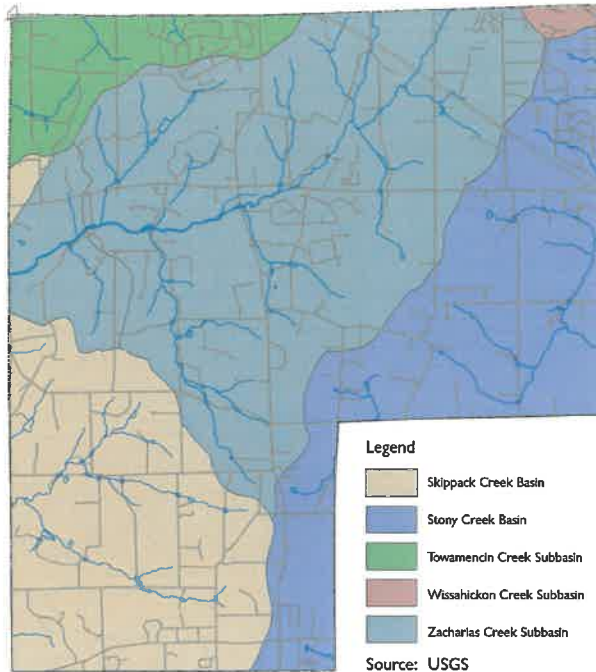 Legend
Skippack Creek Basin
Stony Creek Basin
Towamencin Creek Subbasin
Wissahickon Creek Subbasin
Zacharias Creek Subbasin
Source: USGS